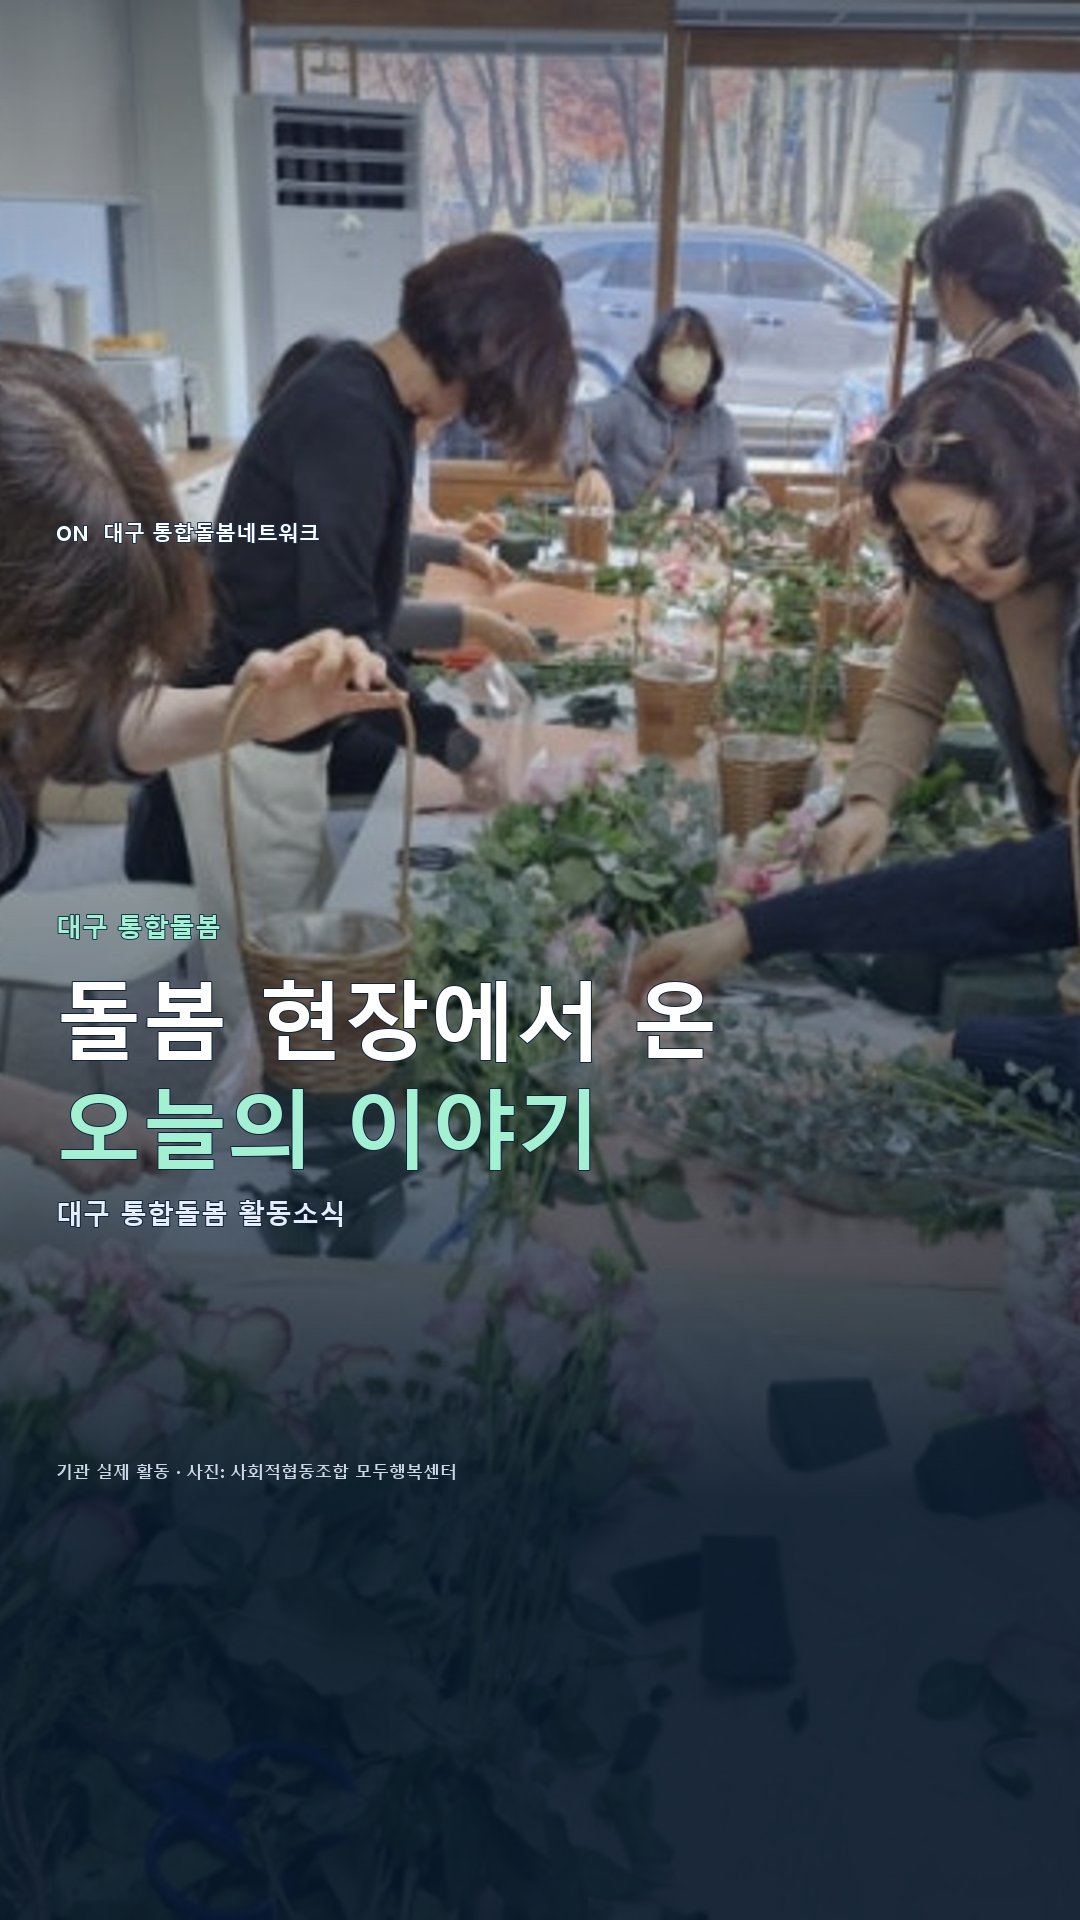 ON 대구 통합돌봄네트워크
대구 통합돌봄
돌봄 현장에서 온
오늘의 이야기
대구 통합돌봄 활동소식
기관 실제 활동 · 사진: 사회적협동조합 모두행복센터